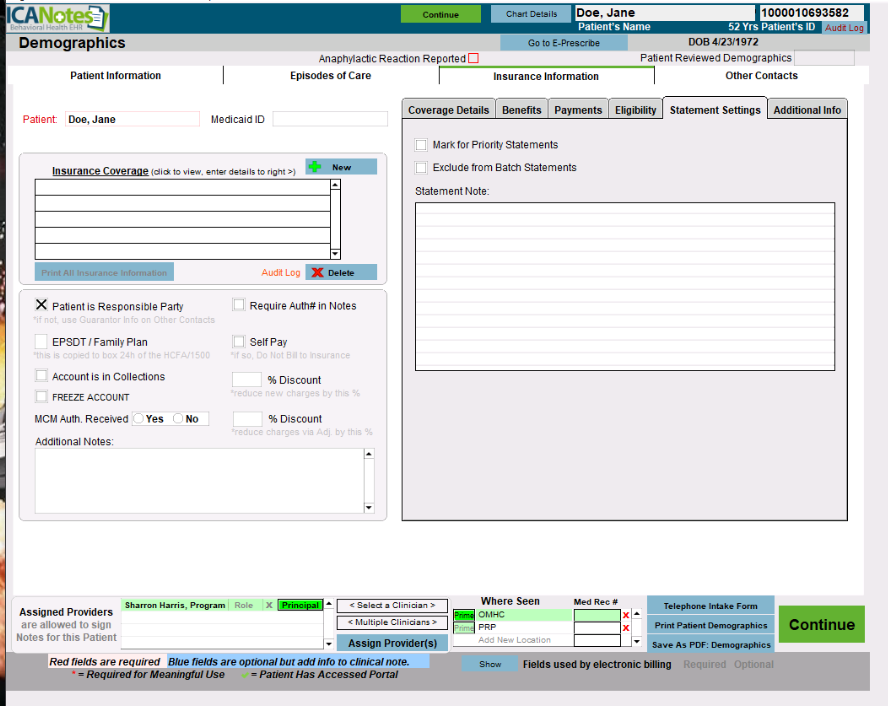 ICANotes
Behavioral Health EHR
Continue
Chart Details
Doe, Jane
1000010693582
Patient's Name
52 Yrs Patient's ID
Audit Log
Demographics
Go to E-Prescribe
DOB 4/23/1972
Anaphylactic Reaction Reported
Patient Reviewed Demographics
Patient Information
Episodes of Care
Insurance Information
Other Contacts
Patient: Doe, Jane
Medicaid ID
Coverage Details
Benefits
Payments
Eligibility
Statement Settings
Additional Info
Mark for Priority Statements
Exclude from Batch Statements
Statement Note:
Insurance Coverage (click to view, enter details to right >)
New
Print All Insurance Information
Audit Log
X Delete
X Patient is Responsible Party
*if not, use Guarantor Info on Other Contacts
Require Auth# in Notes
EPSDT / Family Plan
*this is copied to box 24h of the HCFA/1500
Self Pay
*if so, Do Not Bill to Insurance
Account is in Collections
% Discount
*reduce new charges by this %
FREEZE ACCOUNT
MCM Auth. Received Yes No
% Discount
*reduce charges via Adj. by this %
Additional Notes:
Assigned Providers
are allowed to sign
Notes for this Patient
Sharron Harris, Program Role X Principal
< Select a Clinician >
< Multiple Clinicians >
Assign Provider(s)
Where Seen
Med Rec #
Prime OMHC X
Prime PRP X
Add New Location
Telephone Intake Form
Print Patient Demographics
Save As PDF: Demographics
Continue
Red fields are required Blue fields are optional but add info to clinical note.
* = Required for Meaningful Use = Patient Has Accessed Portal
Show
Fields used by electronic billing Required Optional